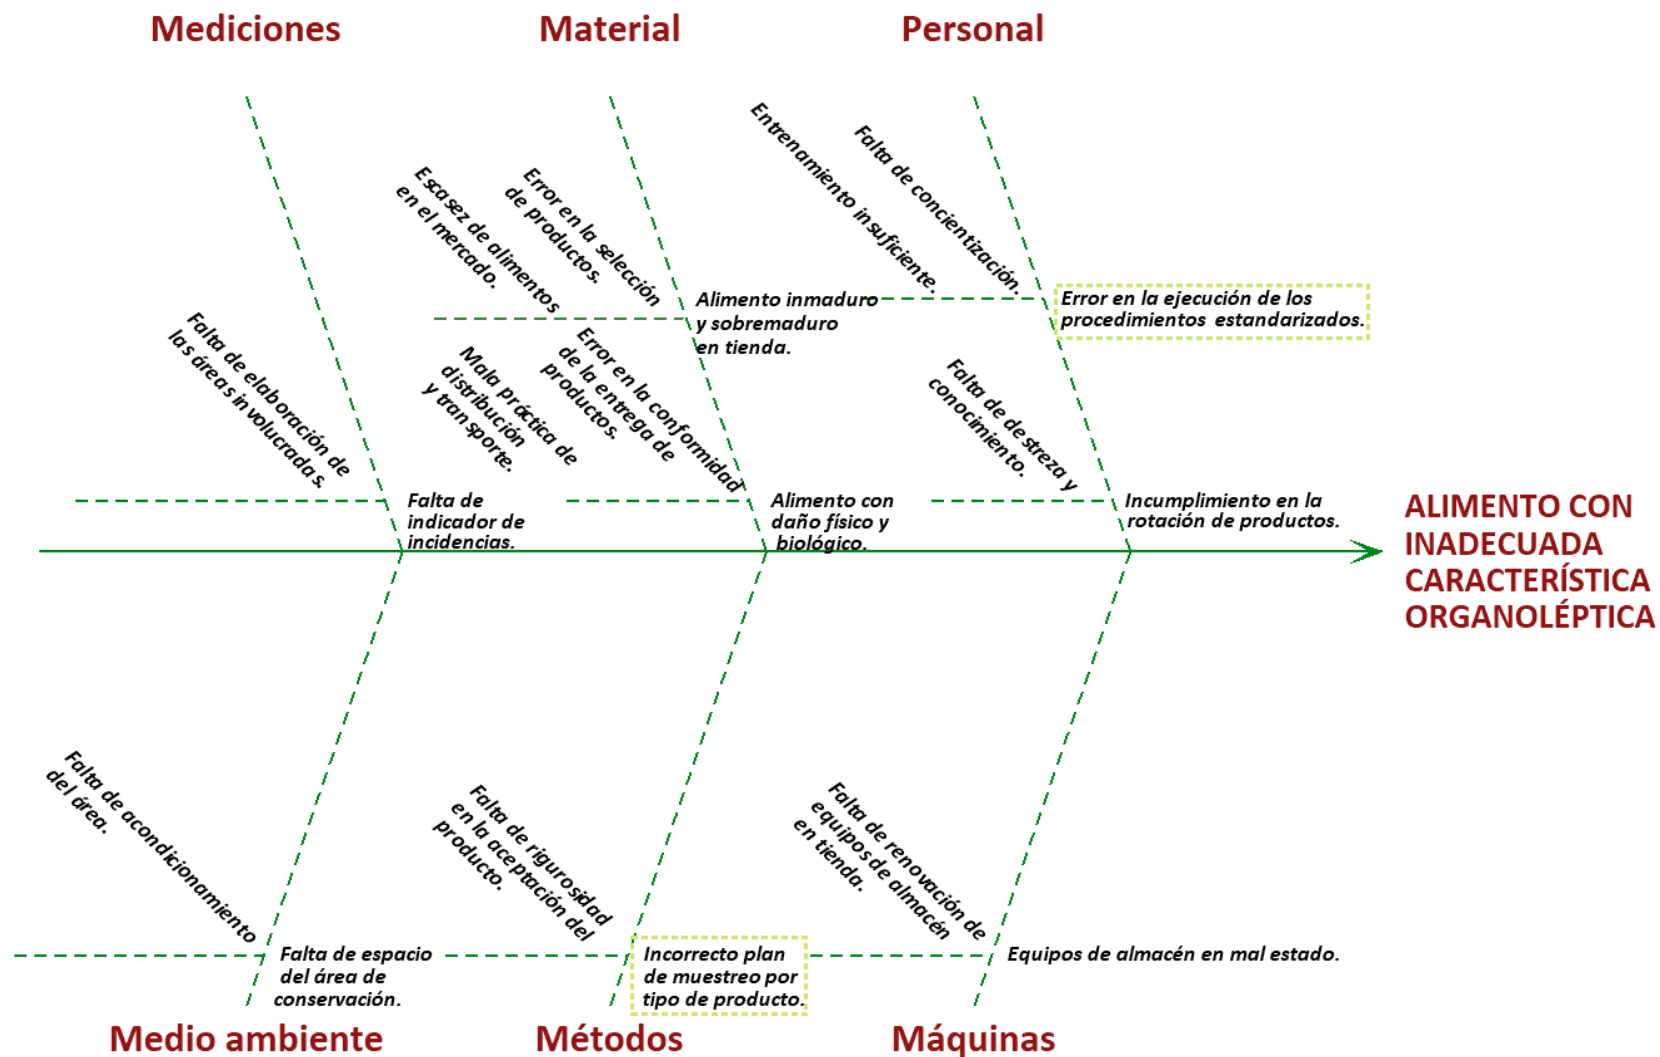 Mediciones
Material
Personal
Falta de elaboración de
las áreas involucradas.
Falta de
indicador de
incidencias.
Escasez de alimentos
en el mercado.
Error en la selección
de productos.
Alimento inmaduro
y sobremaduro
en tienda.
Mala práctica de
distribución
y transporte.
Error en la conformidad
de la entrega de
productos.
Alimento con
daño físico y
biológico.
Entrenamiento insuficiente.
Falta de concientización.
Error en la ejecución de los
procedimientos estandarizados.
Falta de destreza y
conocimiento.
Incumplimiento en la
rotación de productos.
ALIMENTO CON
INADECUADA
CARACTERÍSTICA
ORGANOLÉPTICA
Falta de acondicionamiento
del área.
Falta de espacio
del área de
conservación.
Falta de rigurosidad
en la aceptación del
producto.
Incorrecto plan
de muestreo por
tipo de producto.
Falta de renovación de
equipos de almacén
en tienda.
Equipos de almacén en mal estado.
Medio ambiente
Métodos
Máquinas